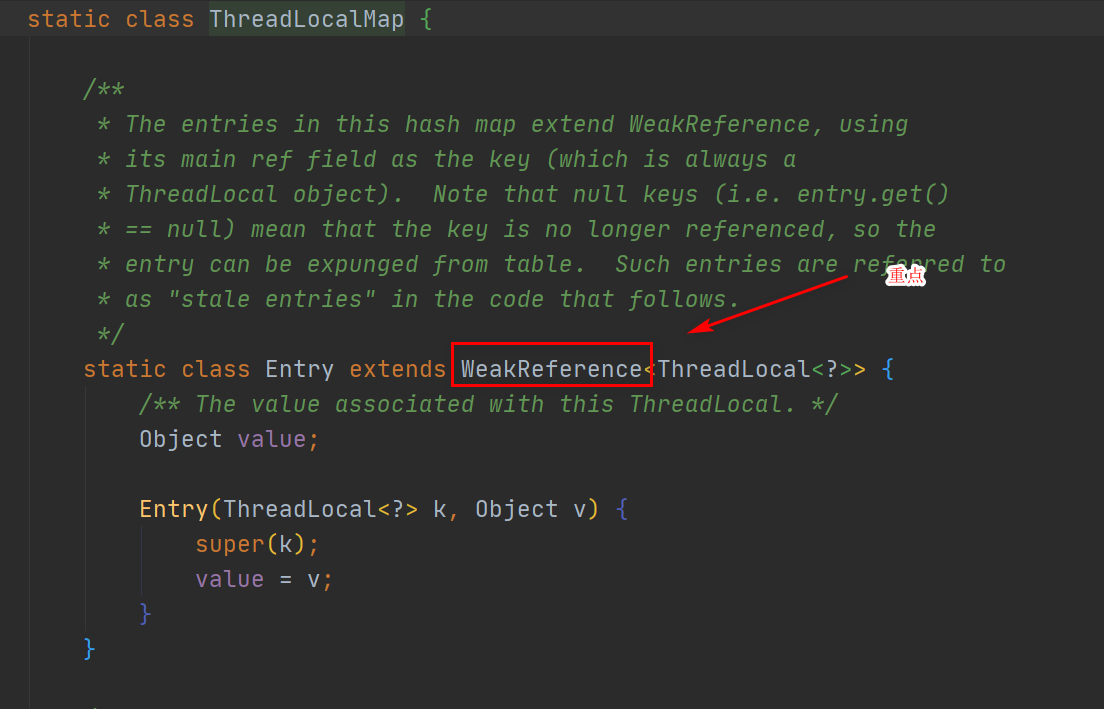 static class ThreadLocalMap {
/**
* The entries in this hash map extend WeakReference, using
* its main ref field as the key (which is always a
* ThreadLocal object).  Note that null keys (i.e. entry.get()
* == null) mean that the key is no longer referenced, so the
* entry can be expunged from table.  Such entries are referred to
重点
* as "stale entries" in the code that follows.
*/
static class Entry extends WeakReference<ThreadLocal<?>> {
/** The value associated with this ThreadLocal. */
Object value;
Entry(ThreadLocal<?> k, Object v) {
super(k);
value = v;
}
}